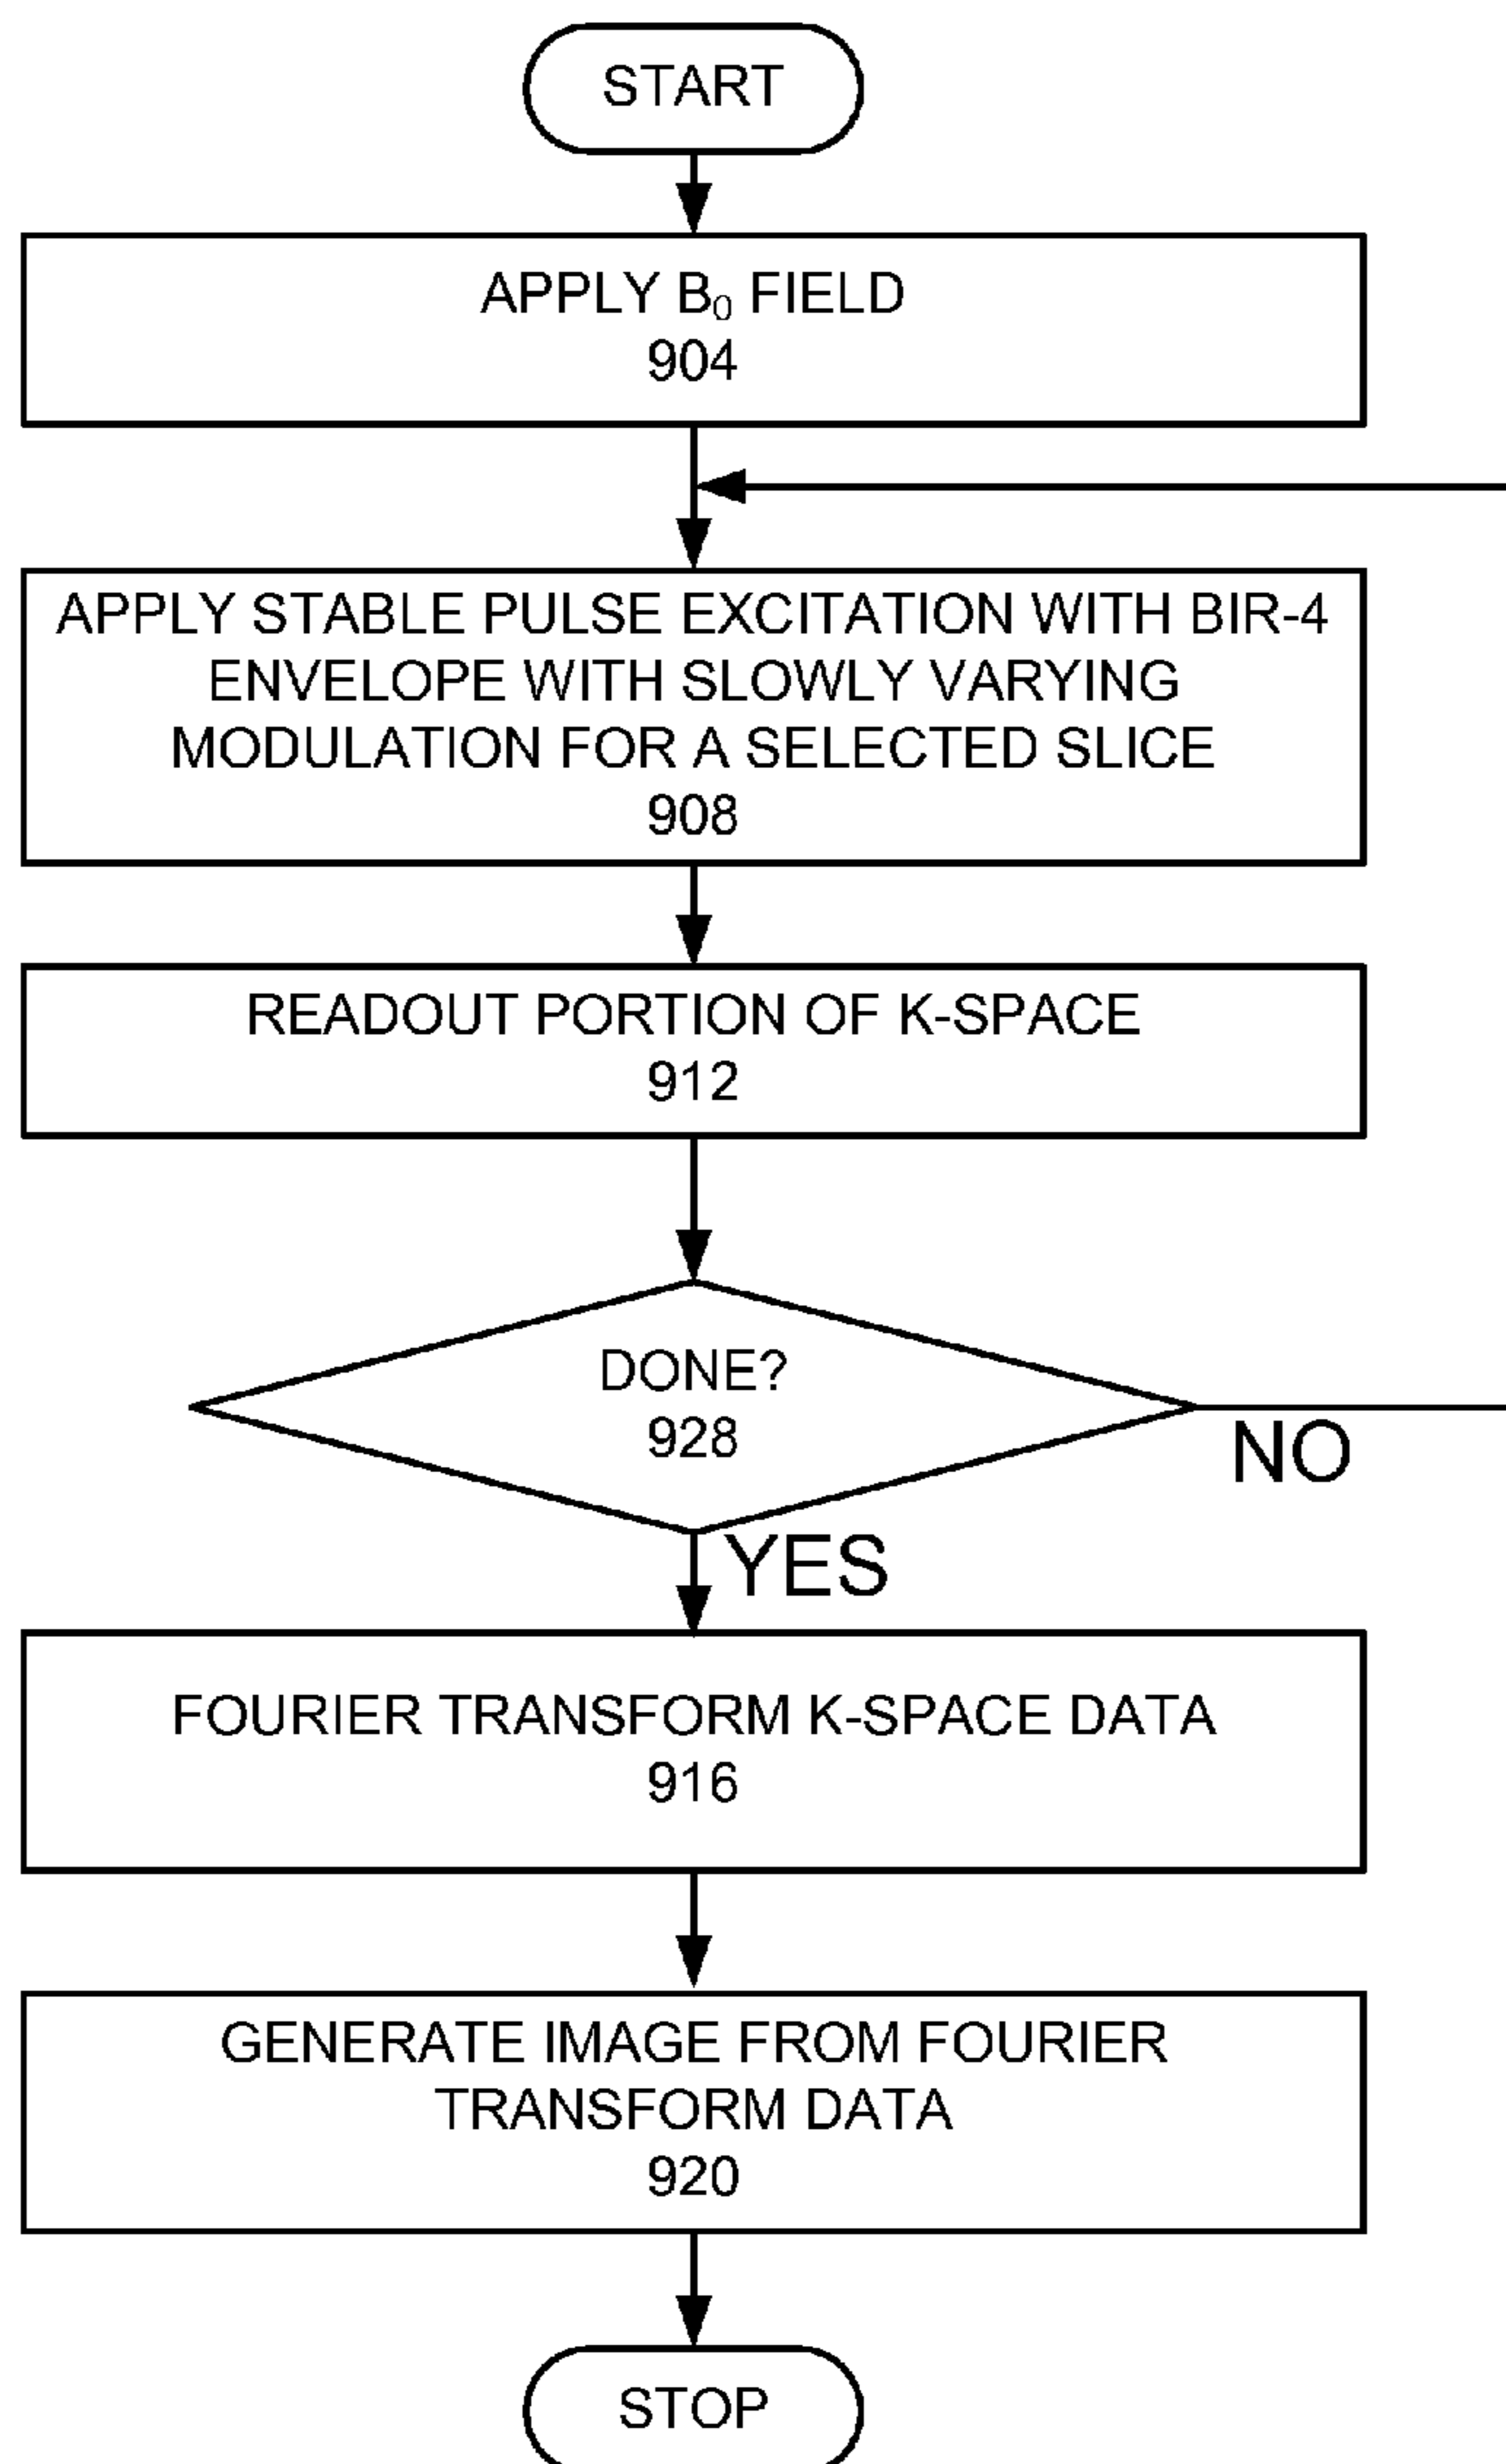 START
APPLY B₀ FIELD
904
APPLY STABLE PULSE EXCITATION WITH BIR-4
ENVELOPE WITH SLOWLY VARYING
MODULATION FOR A SELECTED SLICE
908
READOUT PORTION OF K-SPACE
912
DONE?
928
NO
YES
FOURIER TRANSFORM K-SPACE DATA
916
GENERATE IMAGE FROM FOURIER
TRANSFORM DATA
920
STOP